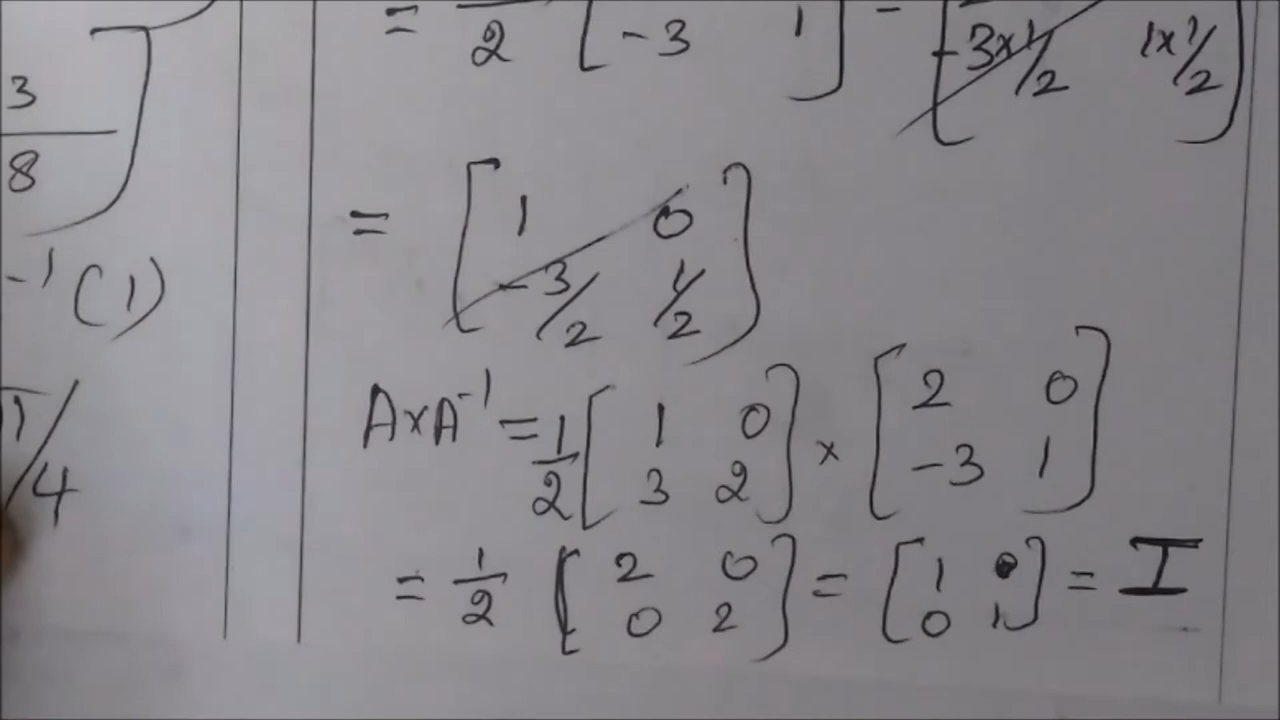 3
8
-1 (1)
1/4
= /2 [ -3 1 ] - [ -3×1/2 1×1/2 ]
= [ 1 0
-3/2 1/2 ]
A×A^-1 = 1/2 [ 1 0
3 2 ] × [ 2 0
-3 1 ]
= 1/2 [ 2 0
0 2 ] = [ 1 0
0 1 ] = I